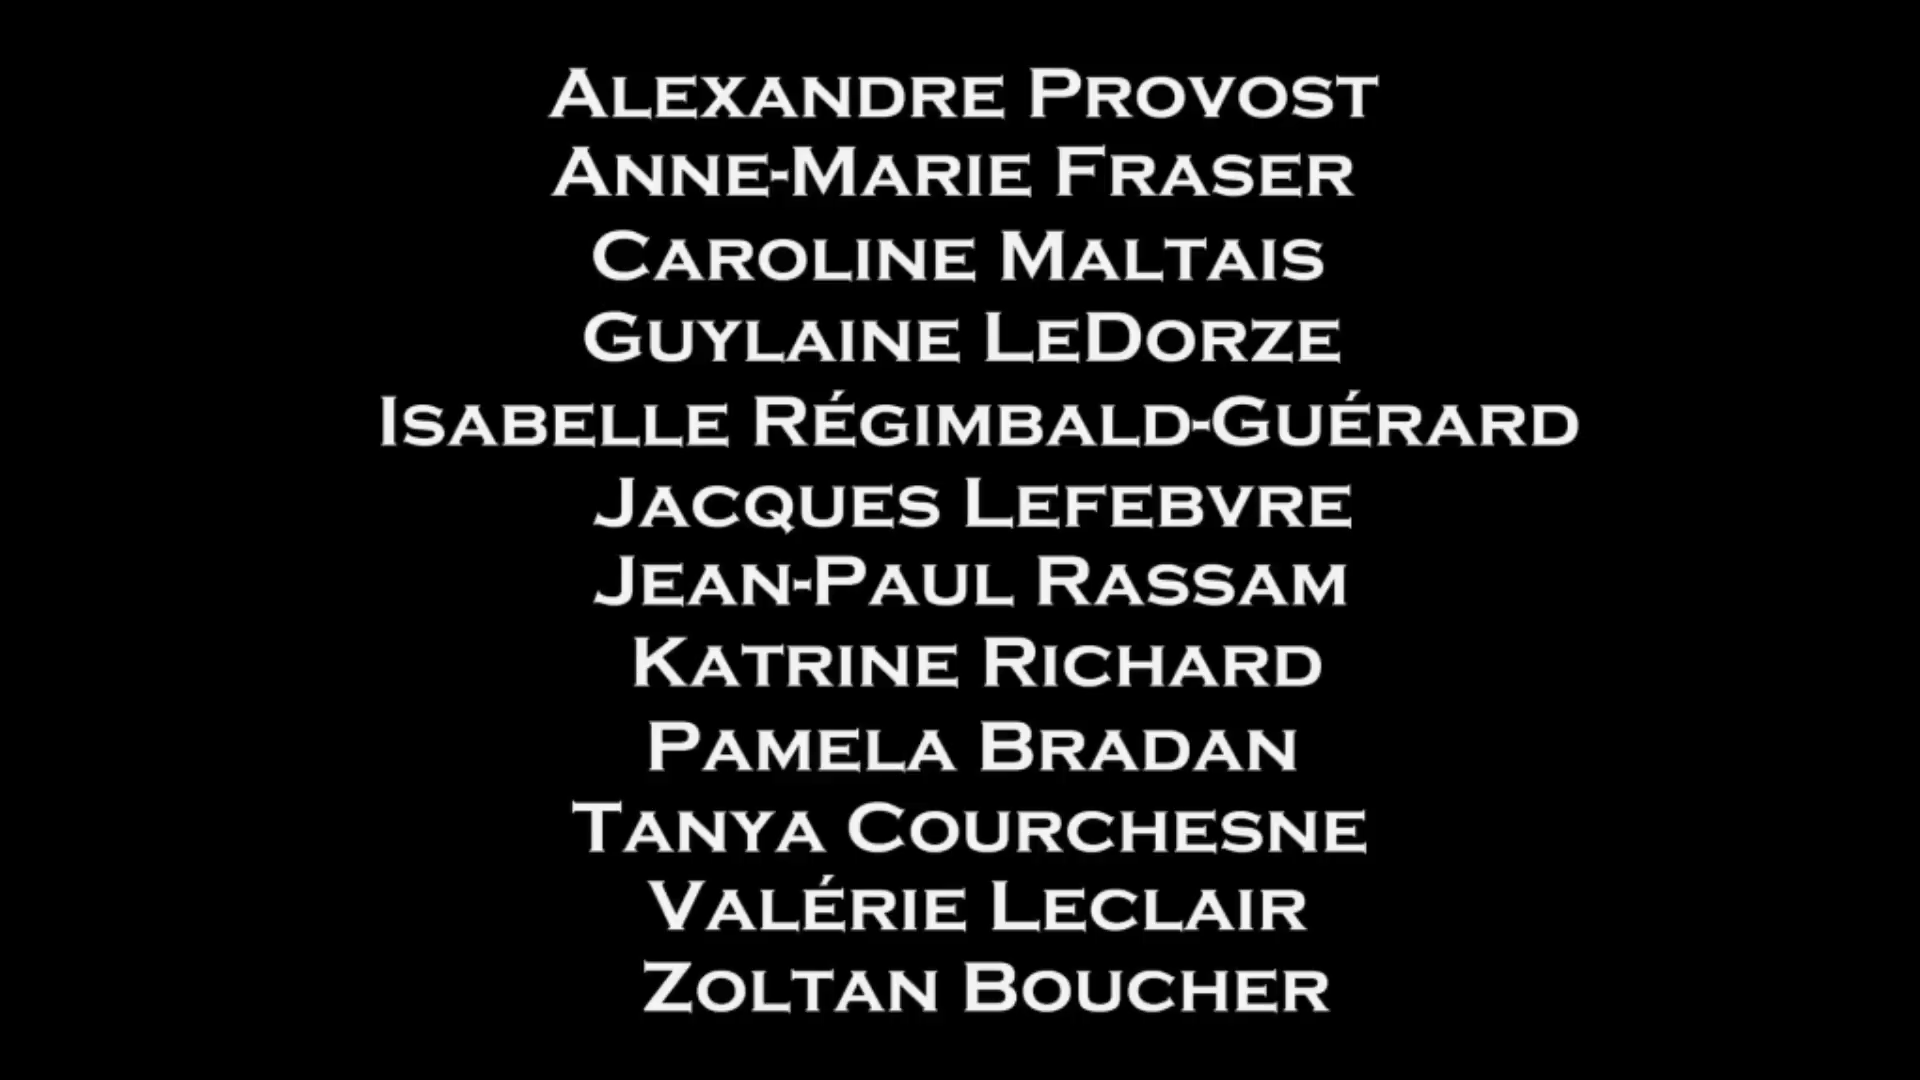 Alexandre Provost
Anne-Marie Fraser
Caroline Maltais
Guylaine LeDorze
Isabelle Régimbald-Guérard
Jacques Lefebvre
Jean-Paul Rassam
Katrine Richard
Pamela Bradan
Tanya Courchesne
Valérie Leclair
Zoltan Boucher